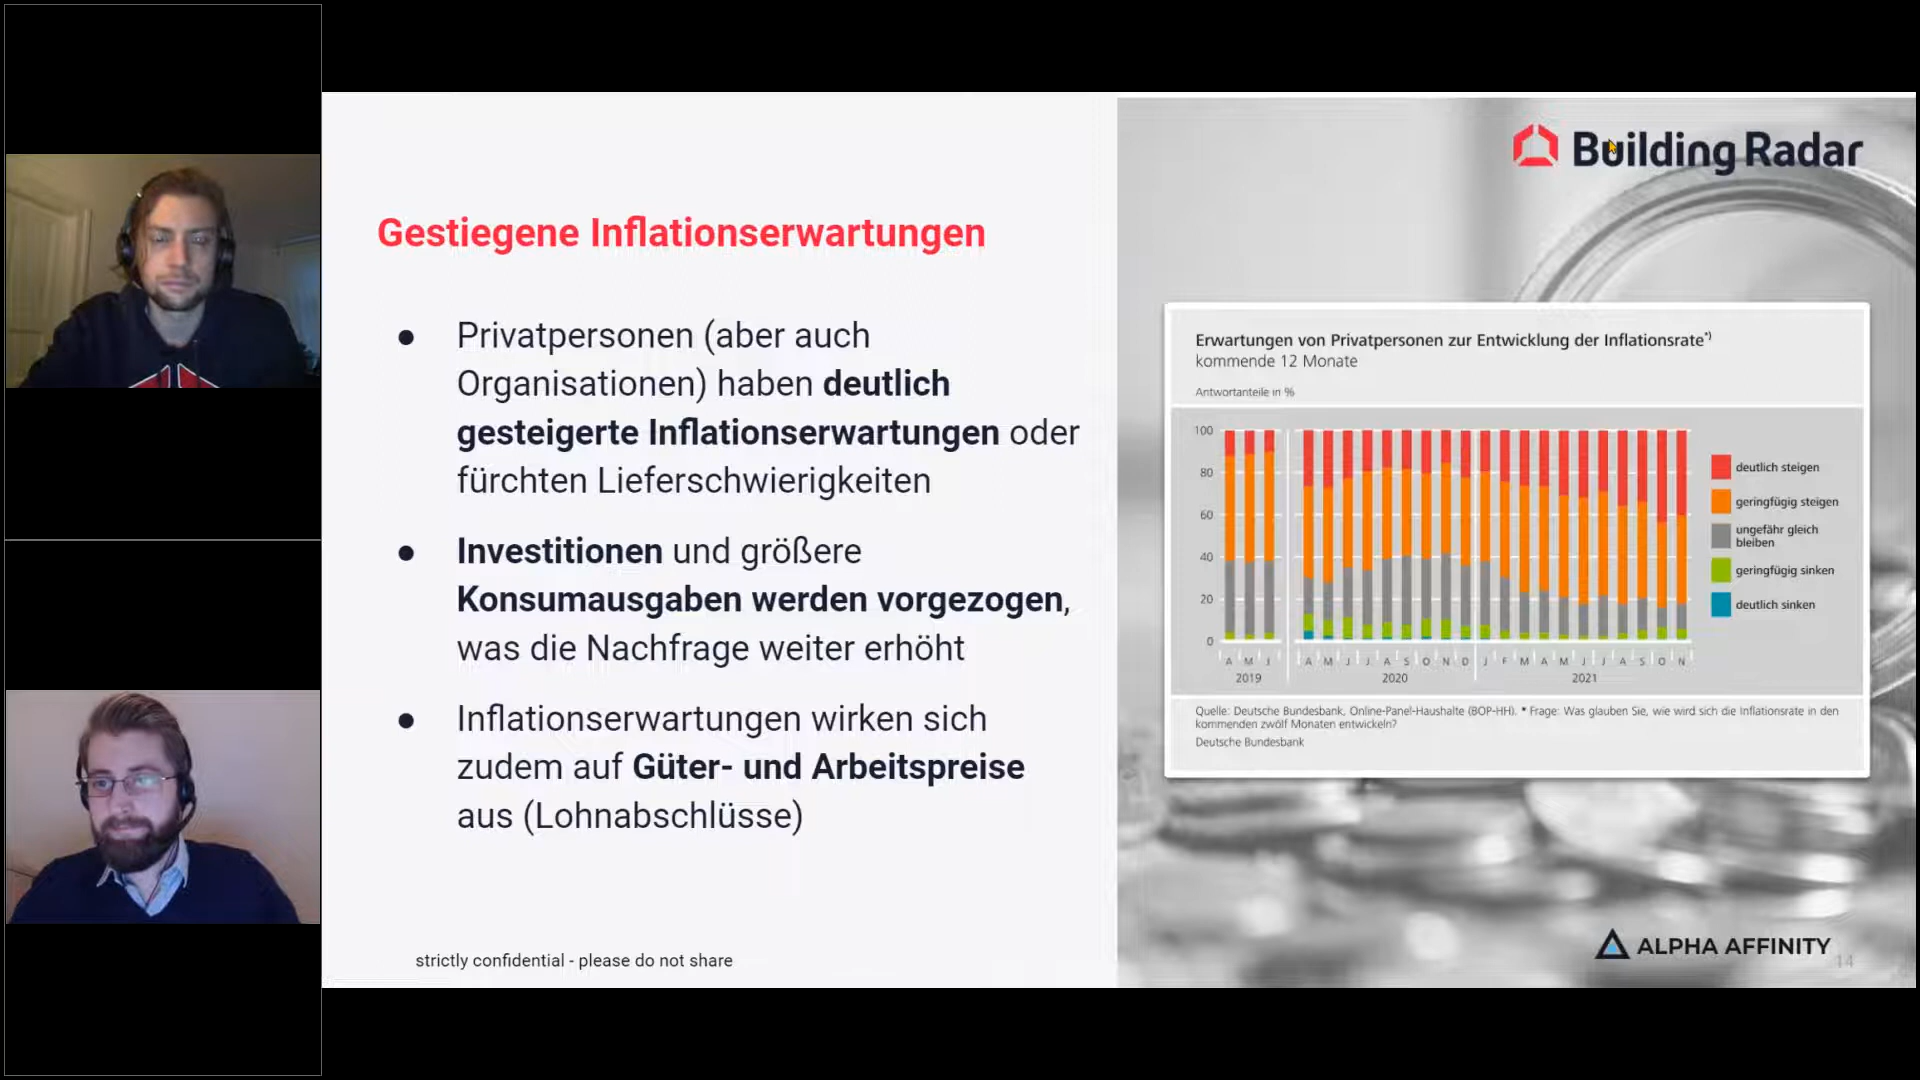 Building Radar
Gestiegene Inflationserwartungen
● Privatpersonen (aber auch
Organisationen) haben deutlich
gesteigerte Inflationserwartungen oder
fürchten Lieferschwierigkeiten
● Investitionen und größere
Konsumausgaben werden vorgezogen,
was die Nachfrage weiter erhöht
● Inflationserwartungen wirken sich
zudem auf Güter- und Arbeitspreise
aus (Lohnabschlüsse)
strictly confidential - please do not share
Erwartungen von Privatpersonen zur Entwicklung der Inflationsrate*)
kommende 12 Monate
Antwortanteile in %
100
80
60
40
20
0
A M J A M J J A S O N D J F M A M J J A S O N
2019 2020 2021
deutlich steigen
geringfügig steigen
ungefähr gleich
bleiben
geringfügig sinken
deutlich sinken
Quelle: Deutsche Bundesbank, Online-Panel-Haushalte (BOP-HH). * Frage: Was glauben Sie, wie wird sich die Inflationsrate in den
kommenden zwölf Monaten entwickeln?
Deutsche Bundesbank
ALPHA AFFINITY
14